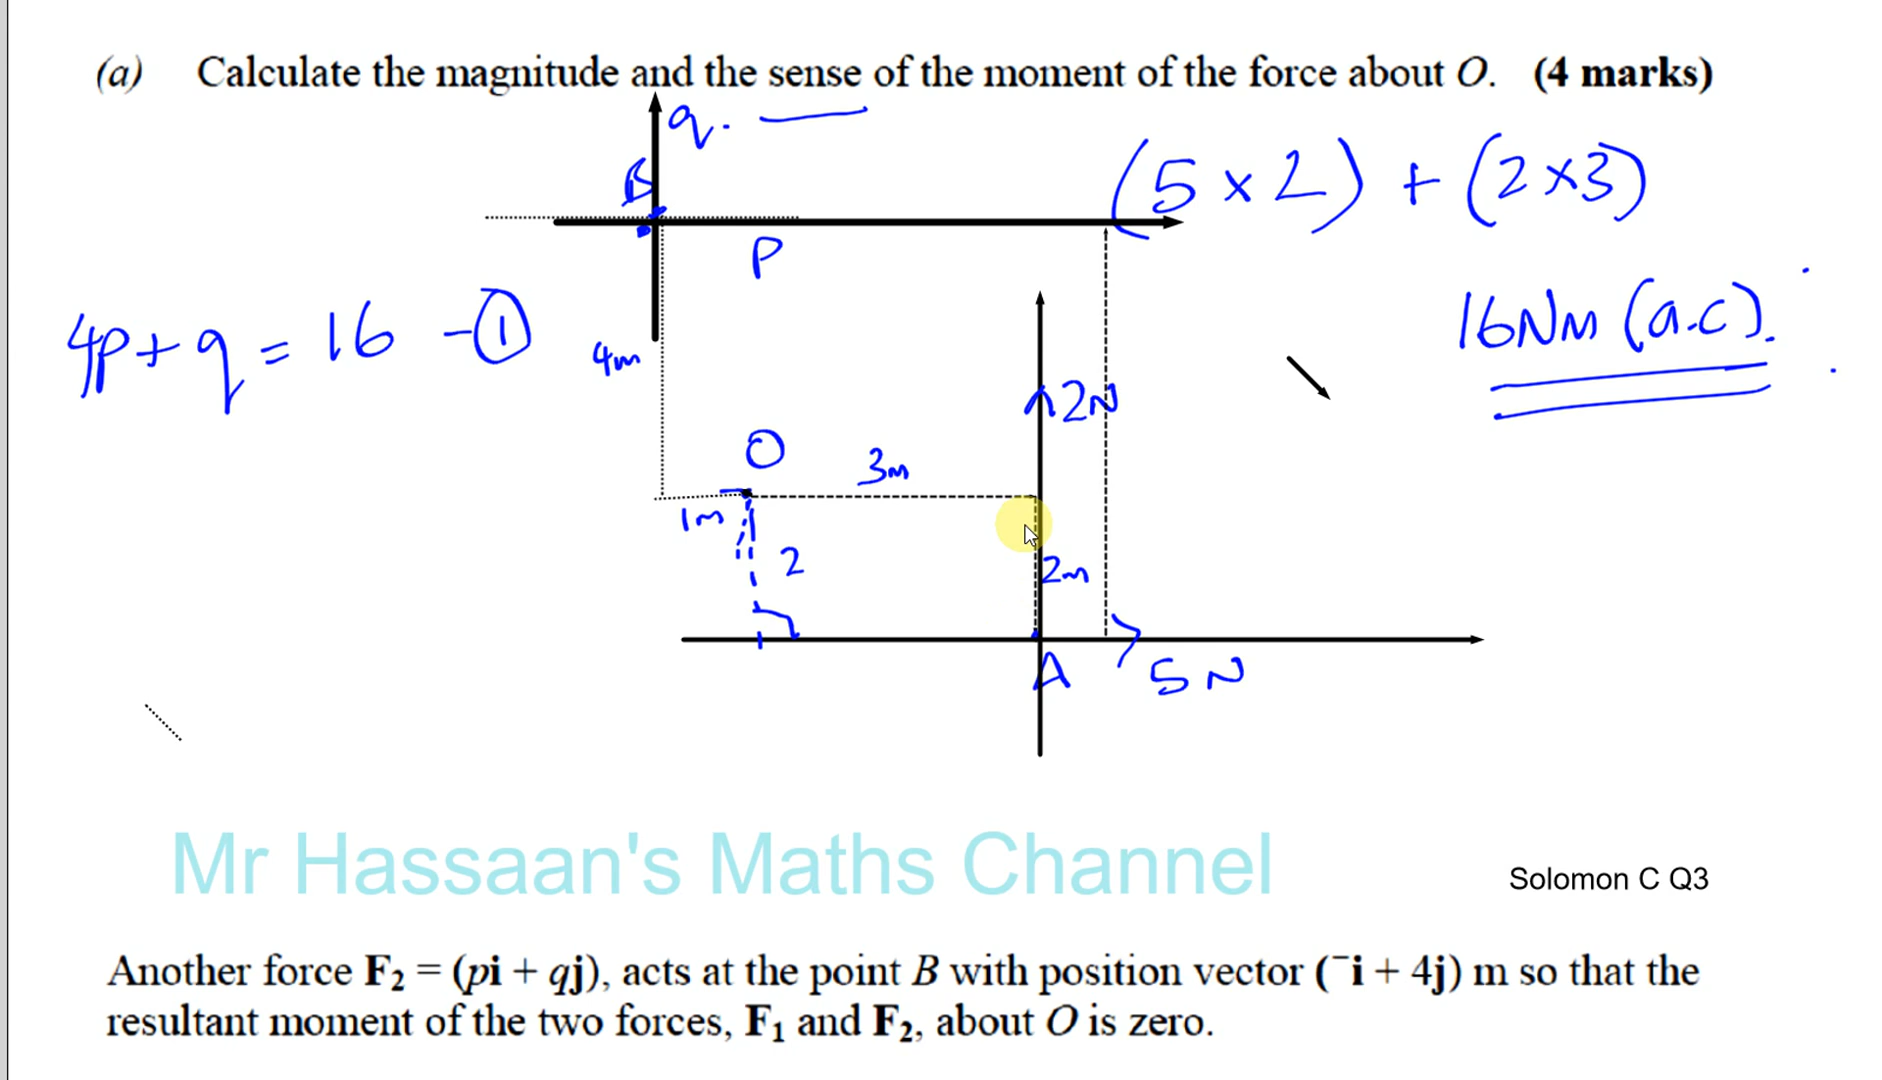 (a) Calculate the magnitude and the sense of the moment of the force about O. (4 marks)
q.
B
(5 × 2) + (2 × 3)
P
4p + q = 16 - ①
16Nm (a.c).
4m
2N
O
3m
1m
2
2m
A
5N
Mr Hassaan's Maths Channel
Solomon C Q3
Another force F₂ = (pi + qj), acts at the point B with position vector (⁻i + 4j) m so that the
resultant moment of the two forces, F₁ and F₂, about O is zero.